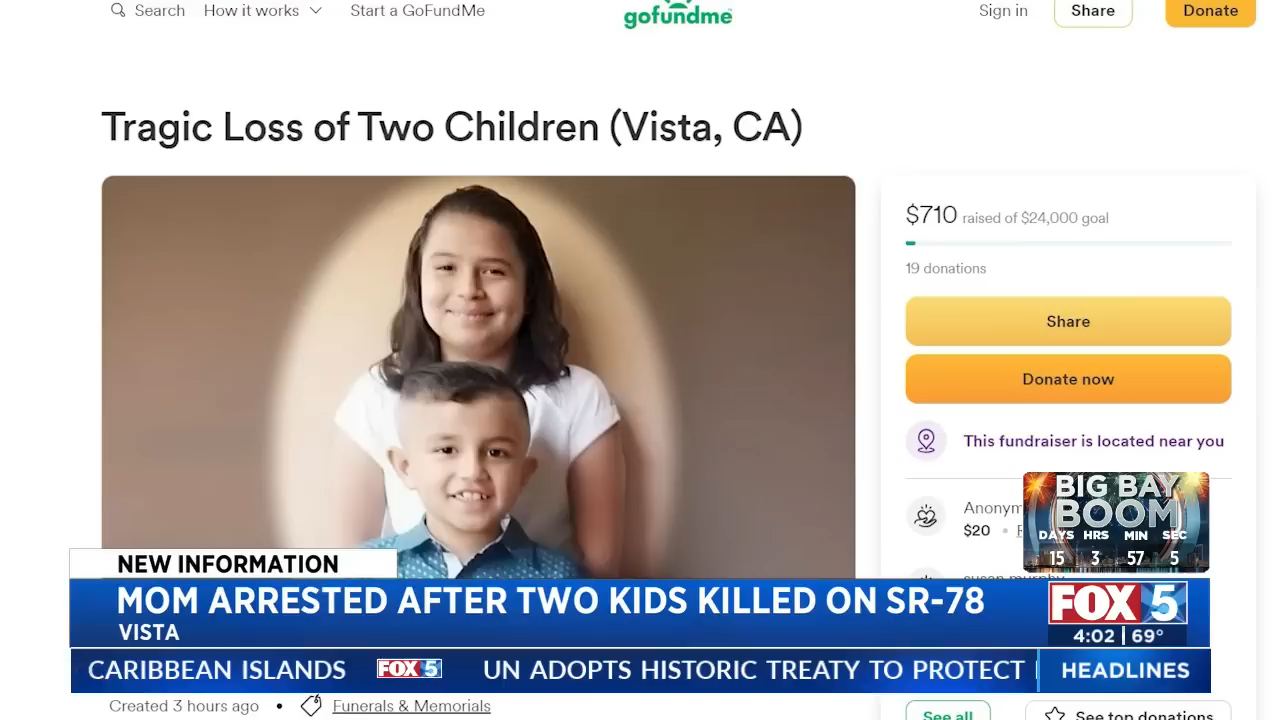 Search How it works Start a GoFundMe gofundme Sign in Share Donate
Tragic Loss of Two Children (Vista, CA)
$710 raised of $24,000 goal
19 donations
Share
Donate now
This fundraiser is located near you
Anonym
$20 •
BIG BAY
BOOM
DAYS HRS MIN SEC
15 3 57 5
susan murphy
NEW INFORMATION
MOM ARRESTED AFTER TWO KIDS KILLED ON SR-78
VISTA
FOX 5
4:02 | 69°
CARIBBEAN ISLANDS FOX 5 UN ADOPTS HISTORIC TREATY TO PROTECT
HEADLINES
Created 3 hours ago • Funerals & Memorials
See all See top donations